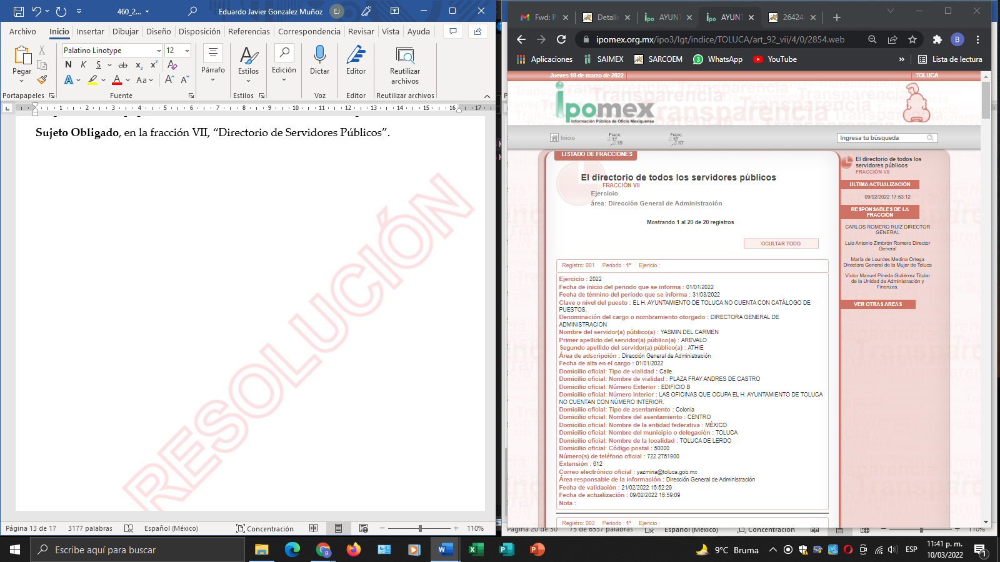 460_2...
Eduardo Javier Gonzalez Muñoz
EJ
Archivo
Inicio
Insertar
Dibujar
Diseño
Disposición
Referencias
Correspondencia
Revisar
Vista
Ayuda
Pegar
Palatino Linotype
12
N K S ab x₂ x²
A A Aa A A
Párrafo
Estilos
Edición
Dictar
Editor
Reutilizar
archivos
Portapapeles
Fuente
Estilos
Voz
Editor
Reutilizar archivos
1 2 3 4 5 6 7 8 9 10 11 12 13 14 15 16 17
Sujeto Obligado, en la fracción VII, “Directorio de Servidores Públicos”.
RESOLUCIÓN
Página 13 de 17
3177 palabras
Español (México)
Concentración
110%
Fwd: P
Detalle
AYUNT
AYUNT
26424
ipomex.org.mx/ipo3/lgt/indice/TOLUCA/art_92_vii/4/0/2854.web
B
Aplicaciones
SAIMEX
SARCOEM
WhatsApp
YouTube
»
Lista de lectura
Jueves 10 de marzo de 2022
TOLUCA
ipomex
Información Pública de Oficio Mexiquense
Transparencia
Inicio
Fracc.
Fracc.
Ingresa tu búsqueda
LISTADO DE FRACCIONES
El directorio de todos los servidores públicos
FRACCIÓN VII
Ejercicio
área: Dirección General de Administración
Mostrando 1 al 20 de 20 registros
OCULTAR TODO
Registro: 001 Periodo : 1° Ejericio :
Ejercicio : 2022
Fecha de inicio del periodo que se informa : 01/01/2022
Fecha de término del periodo que se informa : 31/03/2022
Clave o nivel del puesto : EL H. AYUNTAMIENTO DE TOLUCA NO CUENTA CON CATÁLOGO DE
PUESTOS.
Denominación del cargo o nombramiento otorgado : DIRECTORA GENERAL DE
ADMINISTRACION
Nombre del servidor(a) público(a) : YASMIN DEL CARMEN
Primer apellido del servidor(a) público(a) : AREVALO
Segundo apellido del servidor(a) público(a) : ATHIE
Área de adscripción : Dirección General de Administración
Fecha de alta en el cargo : 01/01/2022
Domicilio oficial: Tipo de vialidad : Calle
Domicilio oficial: Nombre de vialidad : PLAZA FRAY ANDRES DE CASTRO
Domicilio oficial: Número Exterior : EDIFICIO B
Domicilio oficial: Número interior : LAS OFICINAS QUE OCUPA EL H. AYUNTAMIENTO DE TOLUCA
NO CUENTAN CON NÚMERO INTERIOR.
Domicilio oficial: Tipo de asentamiento : Colonia
Domicilio oficial: Nombre del asentamiento : CENTRO
Domicilio oficial: Nombre de la entidad federativa : MÉXICO
Domicilio oficial: Nombre del municipio o delegación : TOLUCA
Domicilio oficial: Nombre de la localidad : TOLUCA DE LERDO
Domicilio oficial: Código postal : 50000
Número(s) de teléfono oficial : 722 2761900
Extensión : 612
Correo electrónico oficial : yazmina@toluca.gob.mx
Área responsable de la información : Dirección General de Administración
Fecha de validación : 21/02/2022 16:52:29
Fecha de actualización : 09/02/2022 16:59:09
Nota :
Registro: 002 Periodo : 1° Ejericio :
El directorio de todos los
servidores públicos
FRACCIÓN VII
ULTIMA ACTUALIZACIÓN
09/02/2022 17:53:12
RESPONSABLES DE LA
FRACCIÓN
CARLOS ROMERO RUIZ DIRECTOR
GENERAL
Luis Antonio Zimbrón Romero Director
General
María de Lourdes Medina Ortega
Directora General de la Mujer de Toluca
Víctor Manuel Pineda Gutiérrez Titular
de la Unidad de Administración y
Finanzas.
VER OTRAS AREAS
Página 20 de 30
73 de 6537 palabras
Español (México)
Concentración
110%
Escribe aquí para buscar
9°C Bruma
ESP
11:41 p. m.
10/03/2022
1